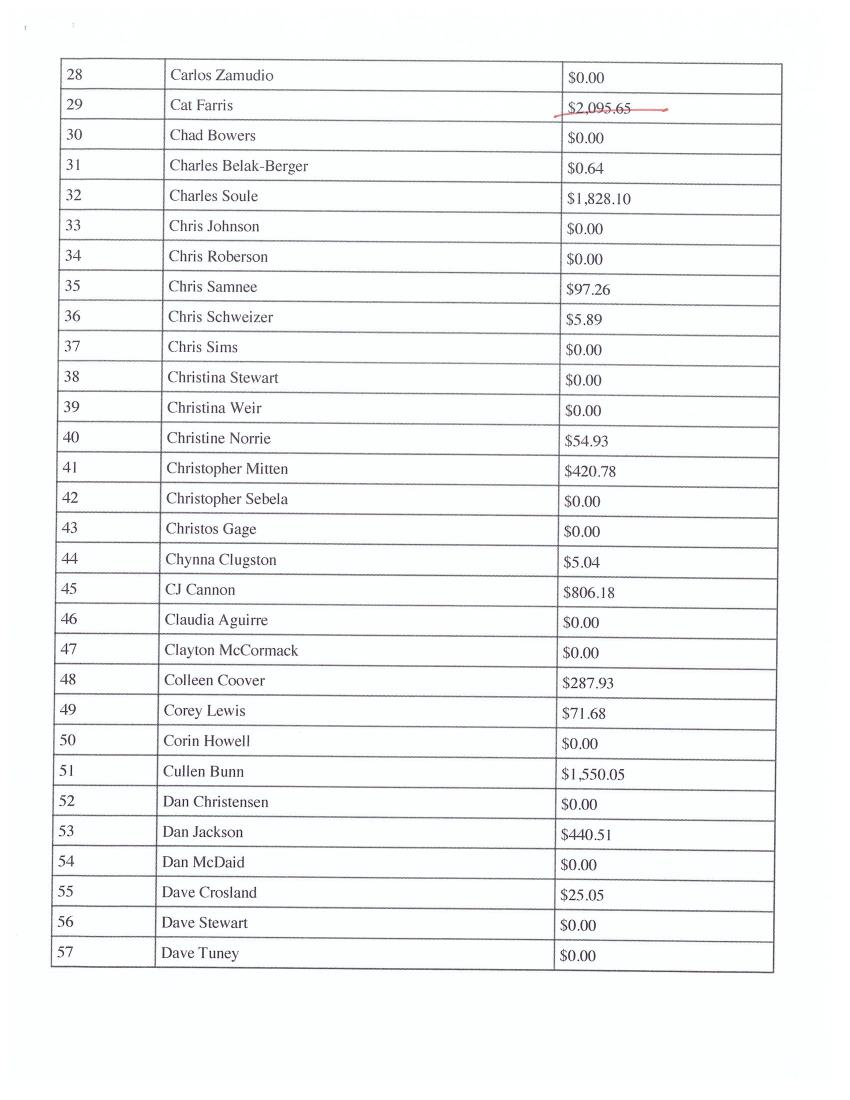 28 Carlos Zamudio $0.00
29 Cat Farris $2,095.65
30 Chad Bowers $0.00
31 Charles Belak-Berger $0.64
32 Charles Soule $1,828.10
33 Chris Johnson $0.00
34 Chris Roberson $0.00
35 Chris Samnee $97.26
36 Chris Schweizer $5.89
37 Chris Sims $0.00
38 Christina Stewart $0.00
39 Christina Weir $0.00
40 Christine Norrie $54.93
41 Christopher Mitten $420.78
42 Christopher Sebela $0.00
43 Christos Gage $0.00
44 Chynna Clugston $5.04
45 CJ Cannon $806.18
46 Claudia Aguirre $0.00
47 Clayton McCormack $0.00
48 Colleen Coover $287.93
49 Corey Lewis $71.68
50 Corin Howell $0.00
51 Cullen Bunn $1,550.05
52 Dan Christensen $0.00
53 Dan Jackson $440.51
54 Dan McDaid $0.00
55 Dave Crosland $25.05
56 Dave Stewart $0.00
57 Dave Tuney $0.00